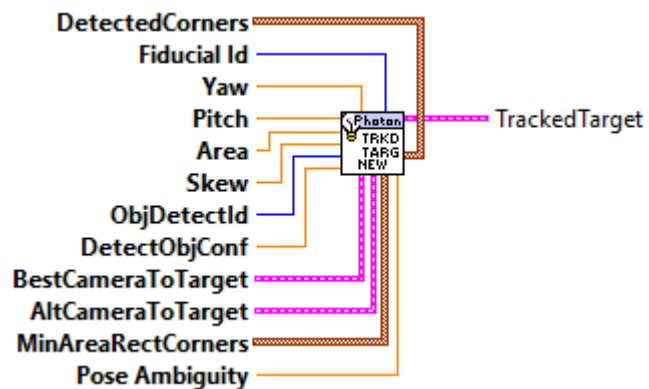 DetectedCorners
Fiducial Id
Yaw
Pitch
Area
Skew
ObjDetectId
DetectObjConf
BestCameraToTarget
AltCameraToTarget
MinAreaRectCorners
Pose Ambiguity
Photon
TRKD
TARG
NEW
TrackedTarget